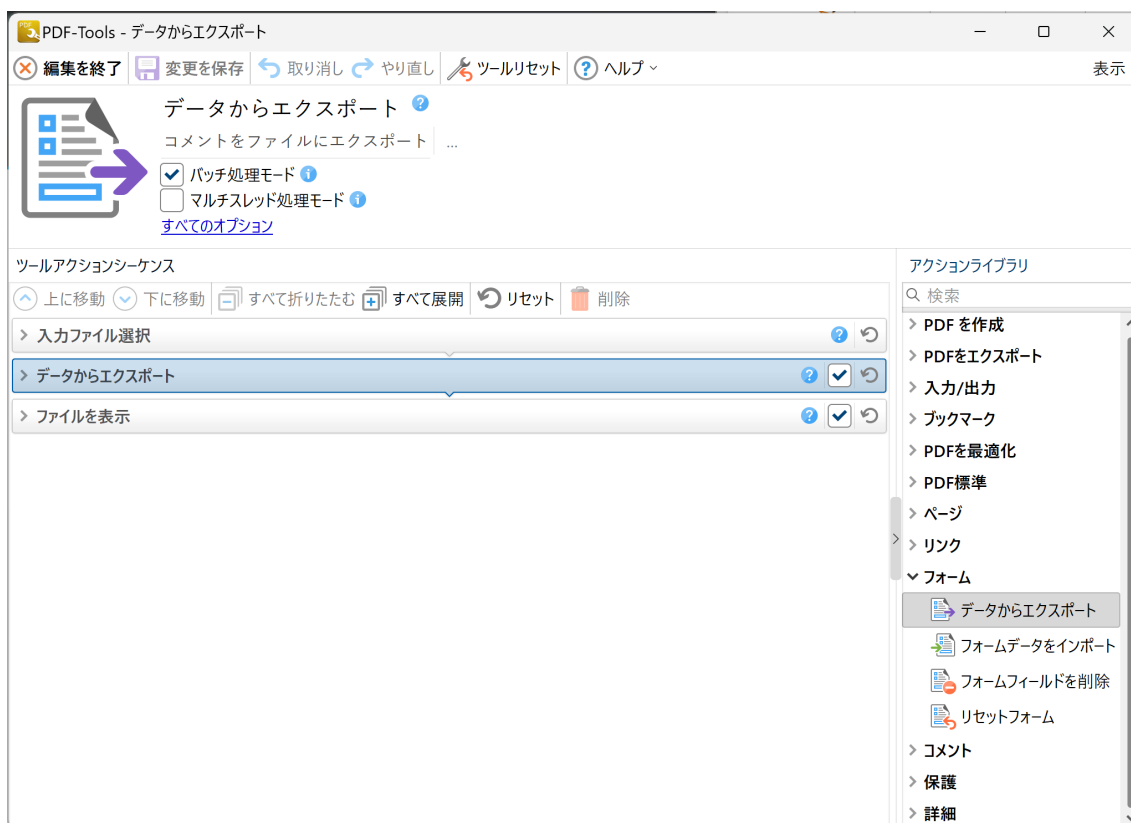 PDF-Tools - データからエクスポート
編集を終了 変更を保存 取り消し やり直し ツールリセット ヘルプ 表示
データからエクスポート
コメントをファイルにエクスポート ...
バッチ処理モード
マルチスレッド処理モード
すべてのオプション
ツールアクションシーケンス
上に移動 下に移動 すべて折りたたむ すべて展開 リセット 削除
入力ファイル選択
データからエクスポート
ファイルを表示
アクションライブラリ
検索
PDF を作成
PDFをエクスポート
入力/出力
ブックマーク
PDFを最適化
PDF標準
ページ
リンク
フォーム
データからエクスポート
フォームデータをインポート
フォームフィールドを削除
リセットフォーム
コメント
保護
詳細